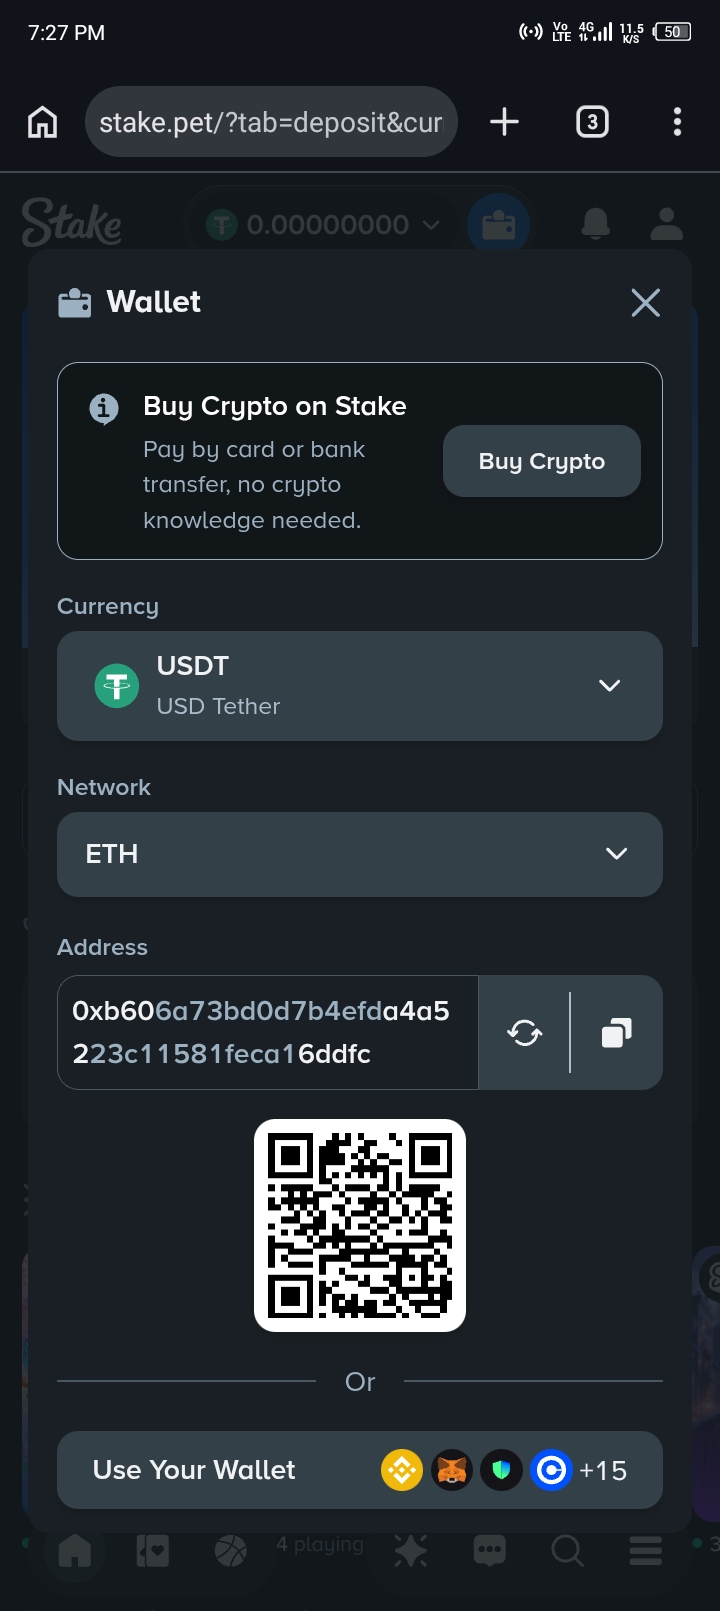 7:27 PM
Vo LTE 4G 11.5 K/S 50
stake.pet/?tab=deposit&cur
3
Stake
0.00000000
Wallet
Buy Crypto on Stake
Pay by card or bank
transfer, no crypto
knowledge needed.
Buy Crypto
Currency
USDT
USD Tether
Network
ETH
Address
0xb606a73bd0d7b4efda4a5
223c11581feca16ddfc
Or
Use Your Wallet
+15
4 playing
3